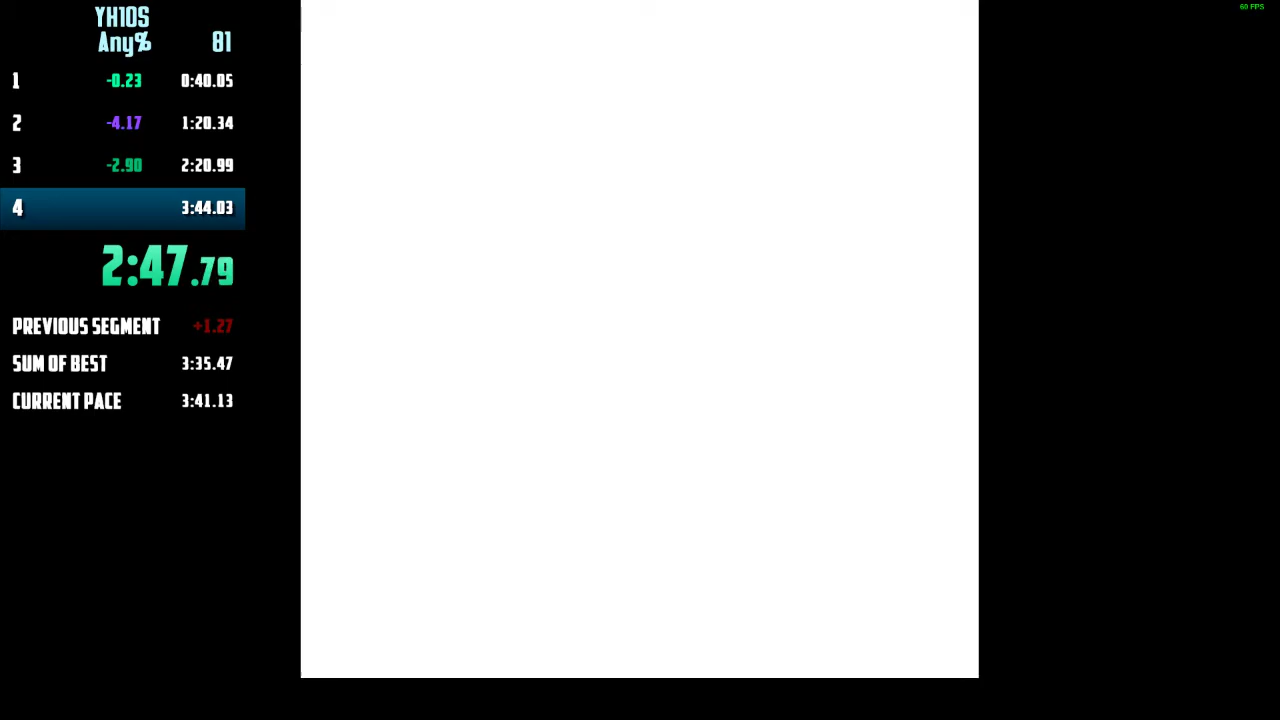 YH10S
Any% 81
1 -0.23 0:40.05
2 -4.17 1:20.34
3 -2.90 2:20.99
4 3:44.03
2:47.79
PREVIOUS SEGMENT +1.27
SUM OF BEST 3:35.47
CURRENT PACE 3:41.13
60 FPS